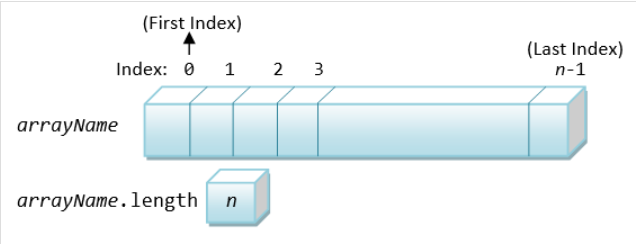 (First Index)
(Last Index)
Index: 0 1 2 3 n-1
arrayName
arrayName.length n